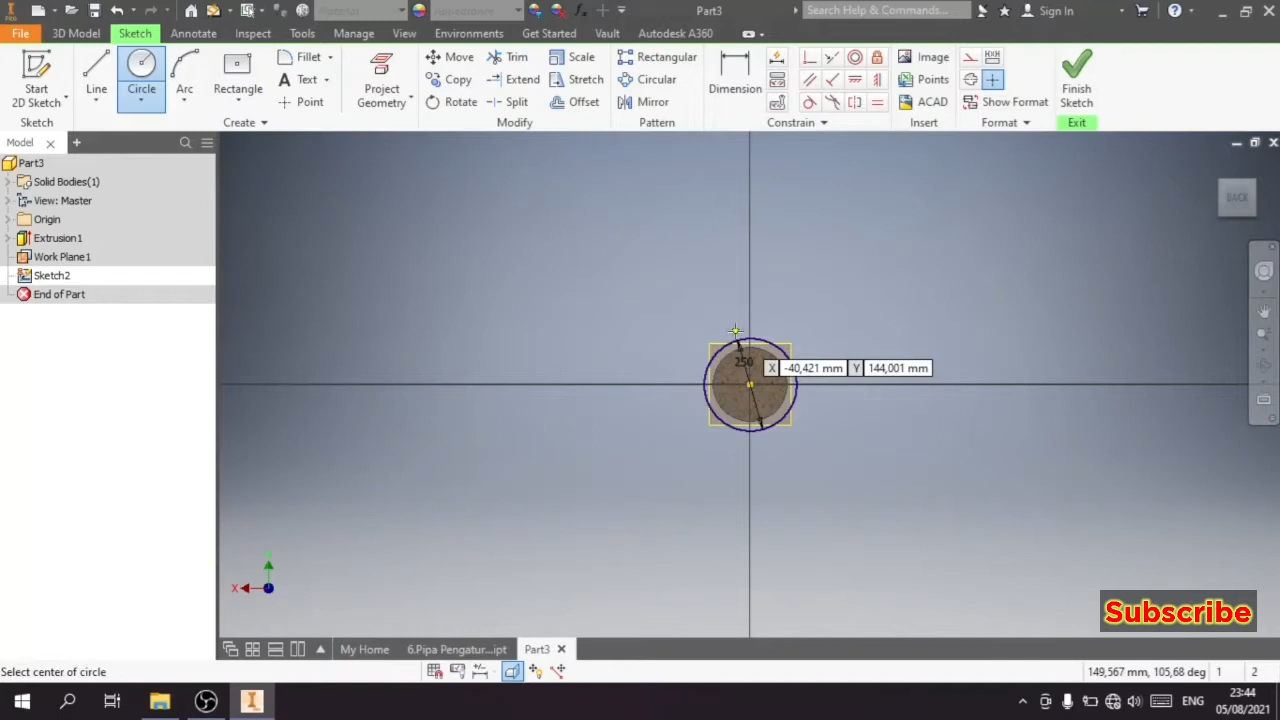 Part3
Search Help & Commands...
Sign In
PRO
File
3D Model
Sketch
Annotate
Inspect
Tools
Manage
View
Environments
Get Started
Vault
Autodesk A360
Start
2D Sketch
Line
Circle
Arc
Rectangle
Fillet
Text
Point
Project
Geometry
Move
Copy
Rotate
Trim
Extend
Split
Scale
Stretch
Offset
Rectangular
Circular
Mirror
Dimension
Image
Points
ACAD
Show Format
Finish
Sketch
Sketch
Create
Modify
Pattern
Constrain
Insert
Format
Exit
Model
Part3
Solid Bodies(1)
View: Master
Origin
Extrusion1
Work Plane1
Sketch2
End of Part
BACK
250
X -40,421 mm Y 144,001 mm
X
Subscribe
My Home
6.Pipa Pengatur...ipt
Part3
Select center of circle
149,567 mm, 105,68 deg 1 2
ENG
23:44
05/08/2021